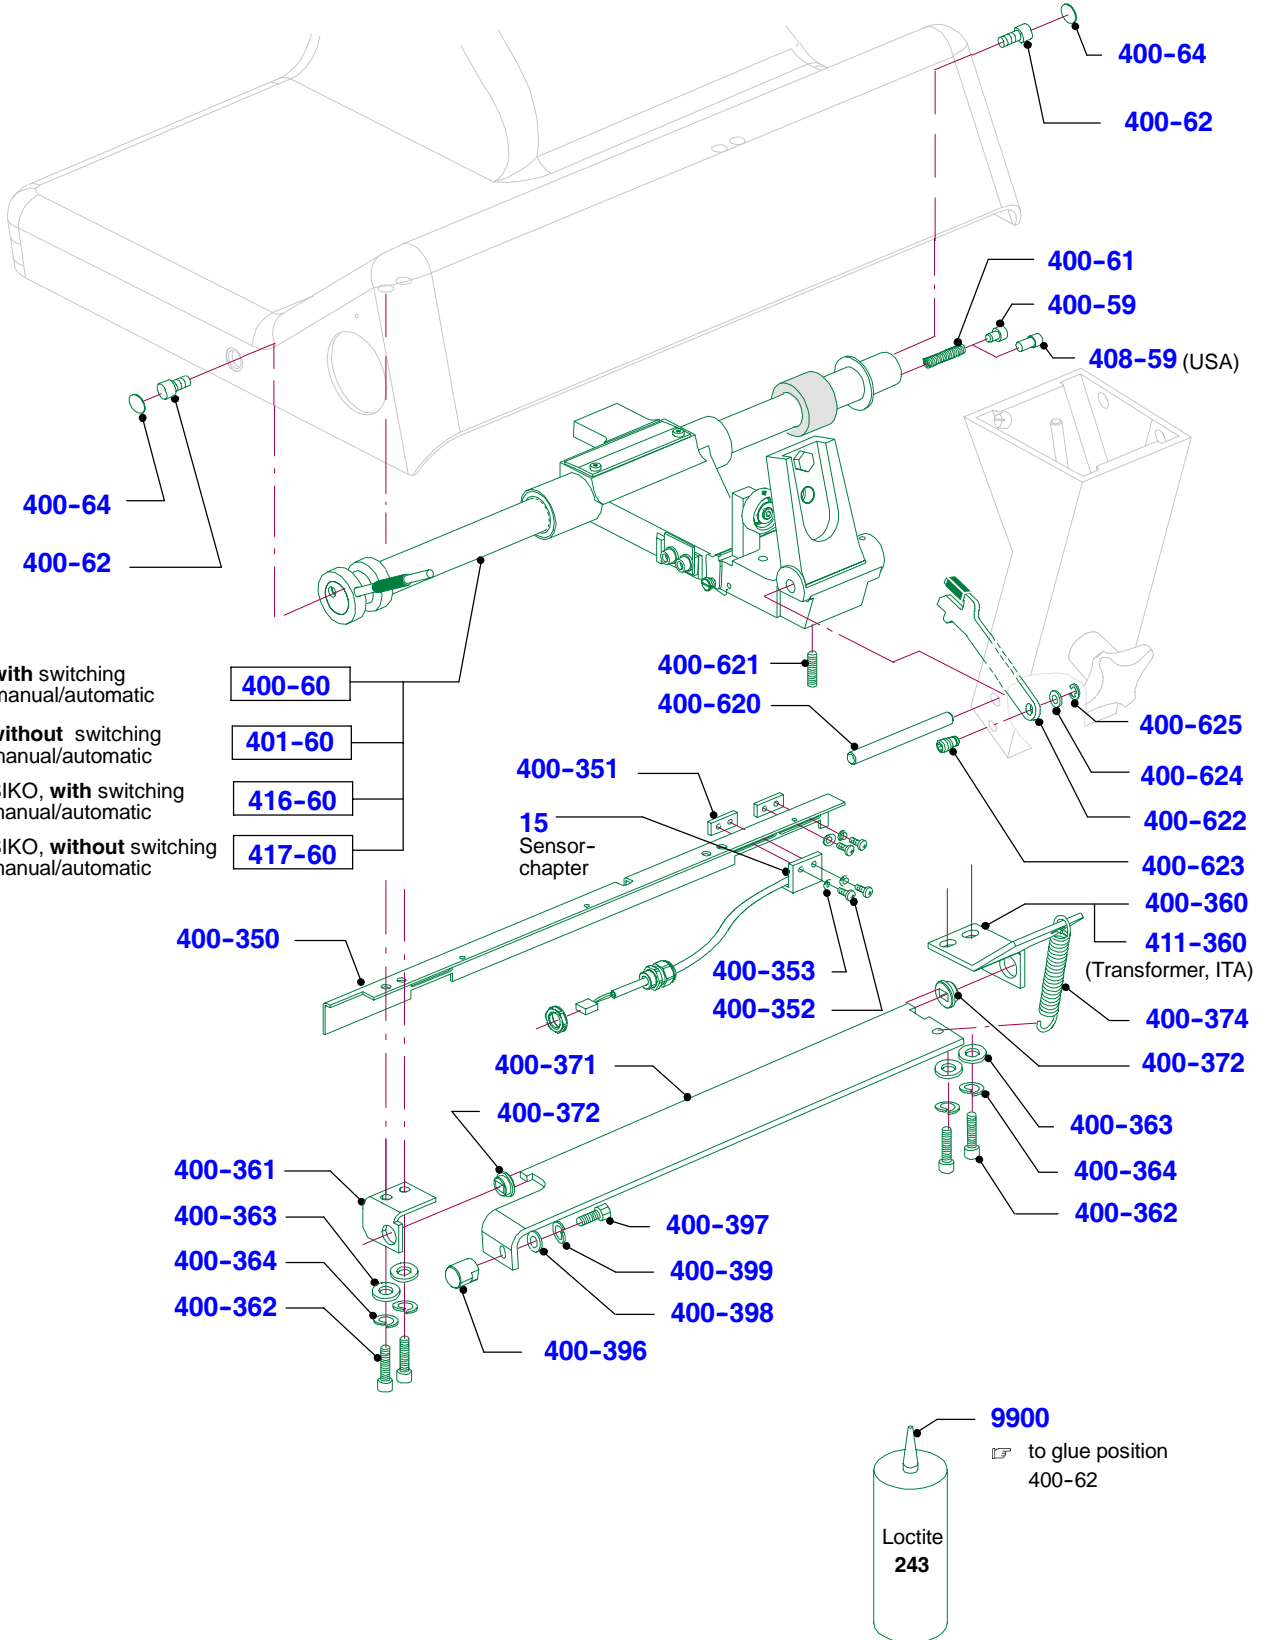 400-64
400-62
400-61
400-59
408-59 (USA)
400-64
400-62
with switching
manual/automatic
400-60
without switching
manual/automatic
401-60
SIKO, with switching
manual/automatic
416-60
SIKO, without switching
manual/automatic
417-60
400-621
400-620
400-625
400-624
400-622
400-623
400-351
15
Sensor-
chapter
400-350
400-353
400-352
400-360
411-360
(Transformer, ITA)
400-374
400-372
400-371
400-372
400-363
400-364
400-362
400-361
400-363
400-364
400-362
400-397
400-399
400-398
400-396
9900
☞ to glue position
400-62
Loctite
243